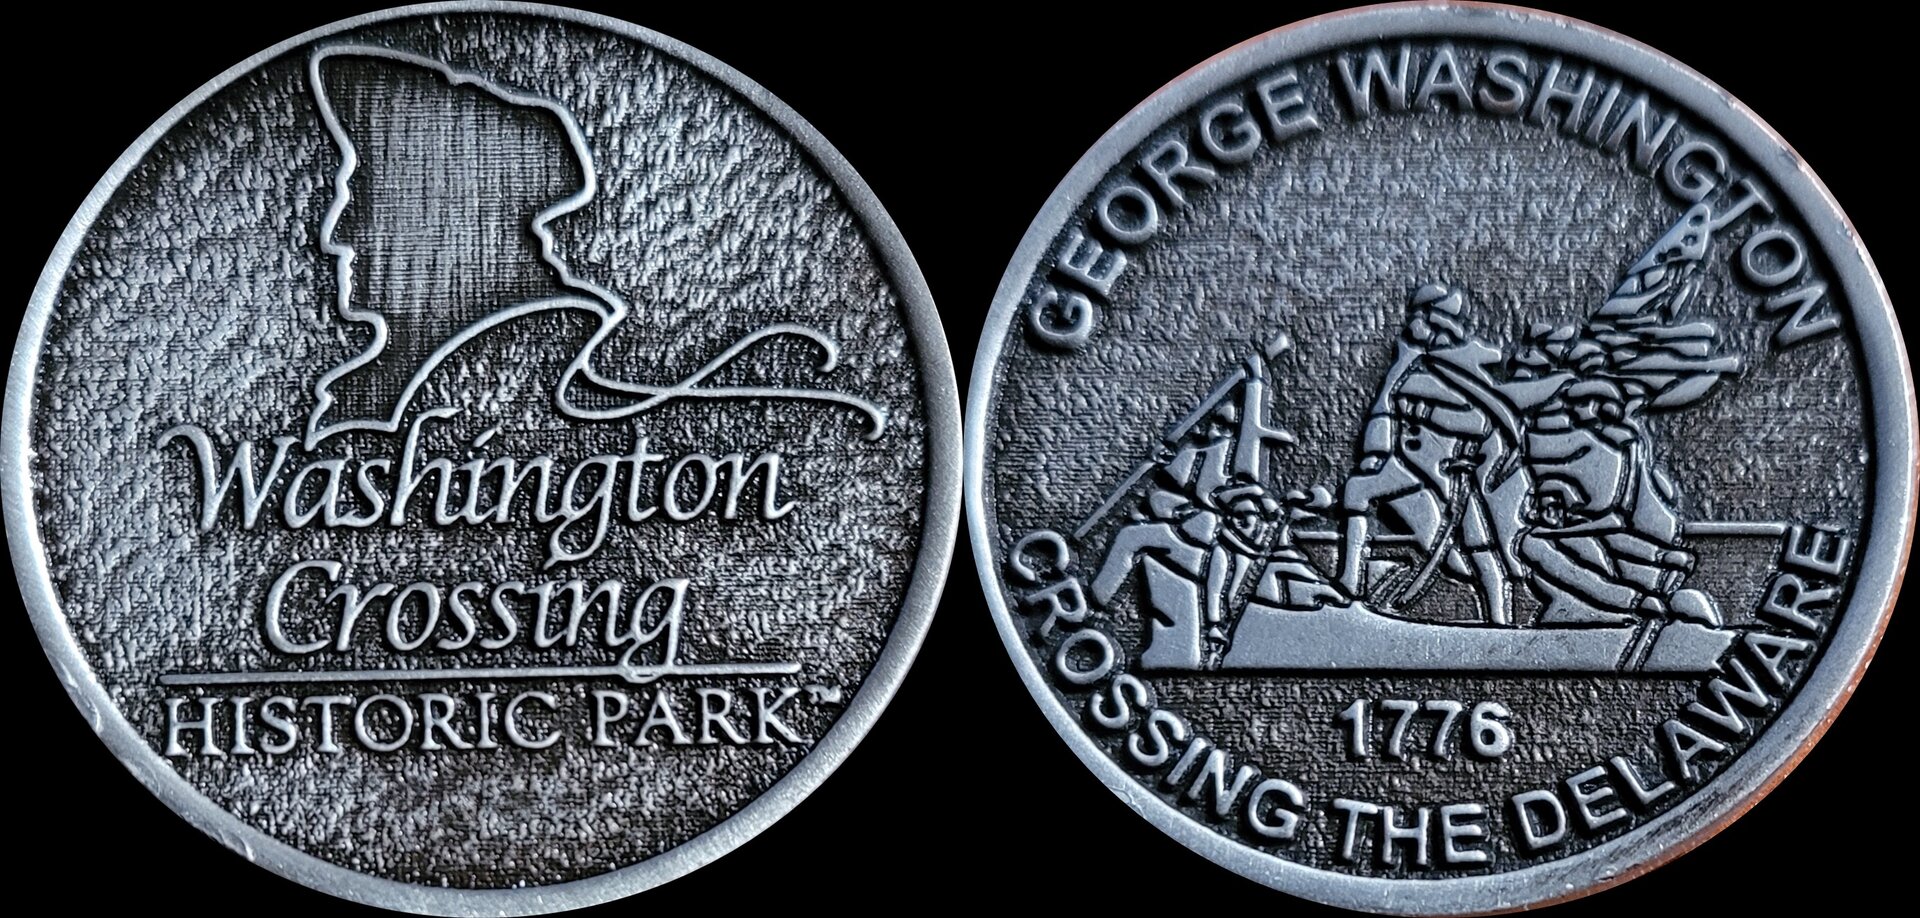 Washington
Crossing
HISTORIC PARK™
GEORGE WASHINGTON
1776
CROSSING THE DELAWARE